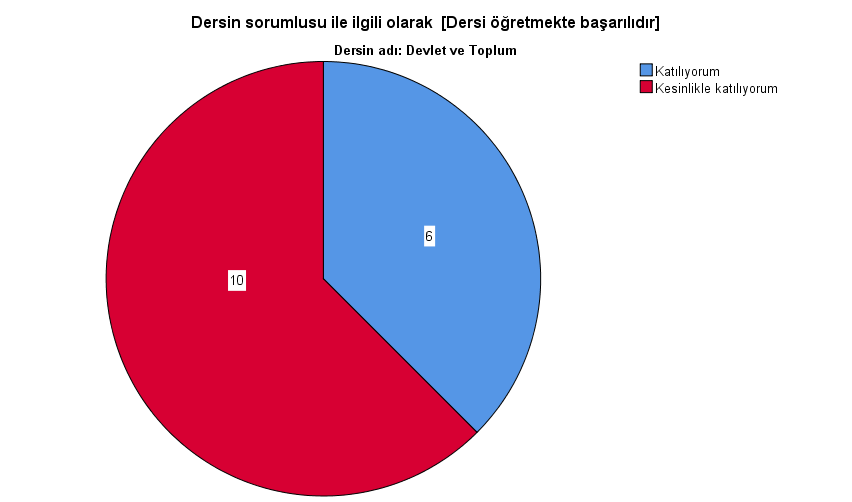 Dersin sorumlusu ile ilgili olarak [Dersi öğretmekte başarılıdır]
Dersin adı: Devlet ve Toplum
Katılıyorum
Kesinlikle katılıyorum
6
10